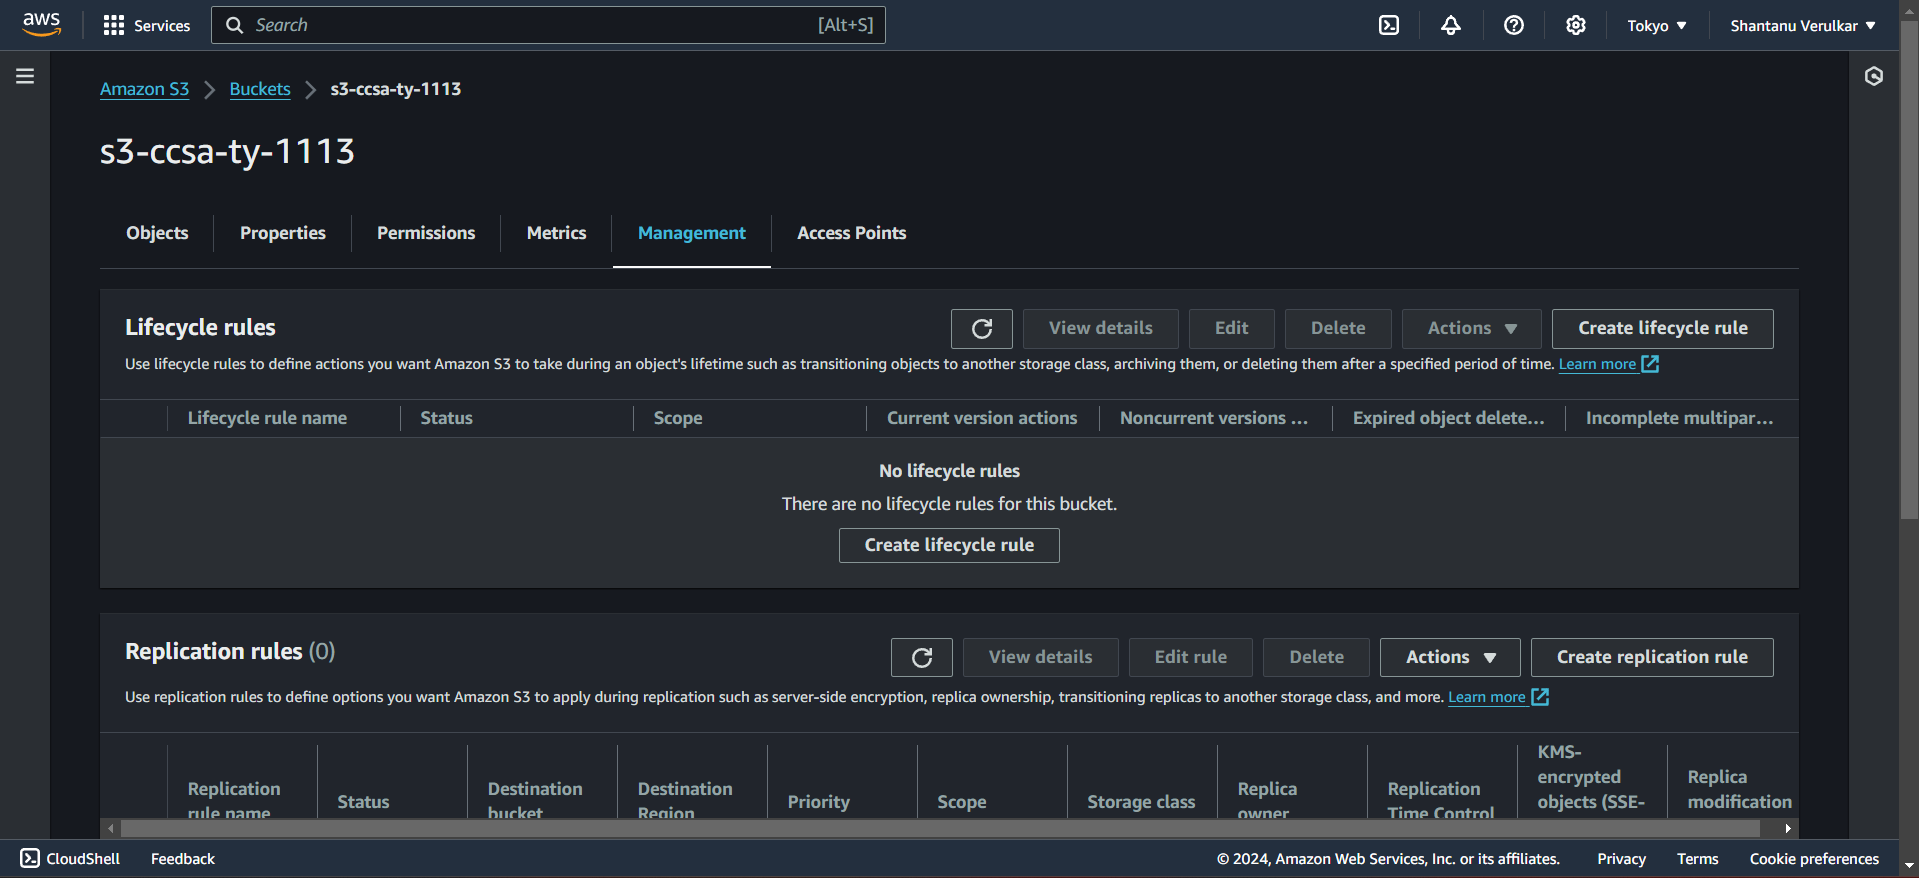 aws
Services
Search
[Alt+S]
Tokyo
Shantanu Verulkar
Amazon S3
Buckets
s3-ccsa-ty-1113
s3-ccsa-ty-1113
Objects
Properties
Permissions
Metrics
Management
Access Points
Lifecycle rules
View details
Edit
Delete
Actions
Create lifecycle rule
Use lifecycle rules to define actions you want Amazon S3 to take during an object's lifetime such as transitioning objects to another storage class, archiving them, or deleting them after a specified period of time. Learn more
Lifecycle rule name
Status
Scope
Current version actions
Noncurrent versions ...
Expired object delete...
Incomplete multipar...
No lifecycle rules
There are no lifecycle rules for this bucket.
Create lifecycle rule
Replication rules (0)
View details
Edit rule
Delete
Actions
Create replication rule
Use replication rules to define options you want Amazon S3 to apply during replication such as server-side encryption, replica ownership, transitioning replicas to another storage class, and more. Learn more
Replication
rule name
Status
Destination
bucket
Destination
Region
Priority
Scope
Storage class
Replica
owner
Replication
Time Control
KMS-
encrypted
objects (SSE-
Replica
modification
CloudShell
Feedback
© 2024, Amazon Web Services, Inc. or its affiliates.
Privacy
Terms
Cookie preferences